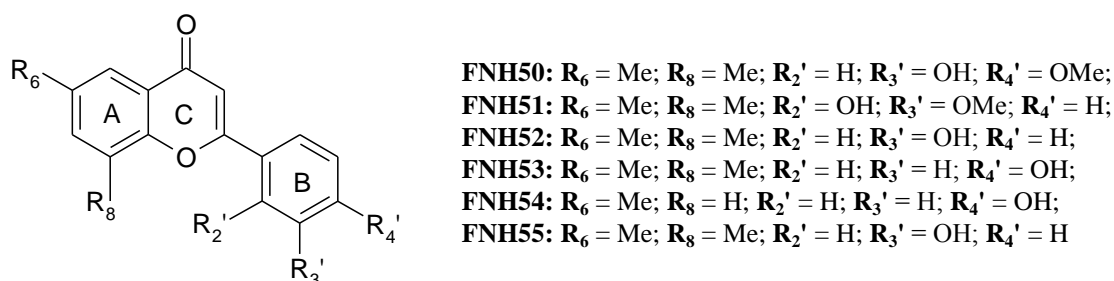 O
R₆
A
C
O
R₈
B
R₂'
R₄'
R₃'
FNH50: R₆ = Me; R₈ = Me; R₂' = H; R₃' = OH; R₄' = OMe;
FNH51: R₆ = Me; R₈ = Me; R₂' = OH; R₃' = OMe; R₄' = H;
FNH52: R₆ = Me; R₈ = Me; R₂' = H; R₃' = OH; R₄' = H;
FNH53: R₆ = Me; R₈ = Me; R₂' = H; R₃' = H; R₄' = OH;
FNH54: R₆ = Me; R₈ = H; R₂' = H; R₃' = H; R₄' = OH;
FNH55: R₆ = Me; R₈ = Me; R₂' = H; R₃' = OH; R₄' = H